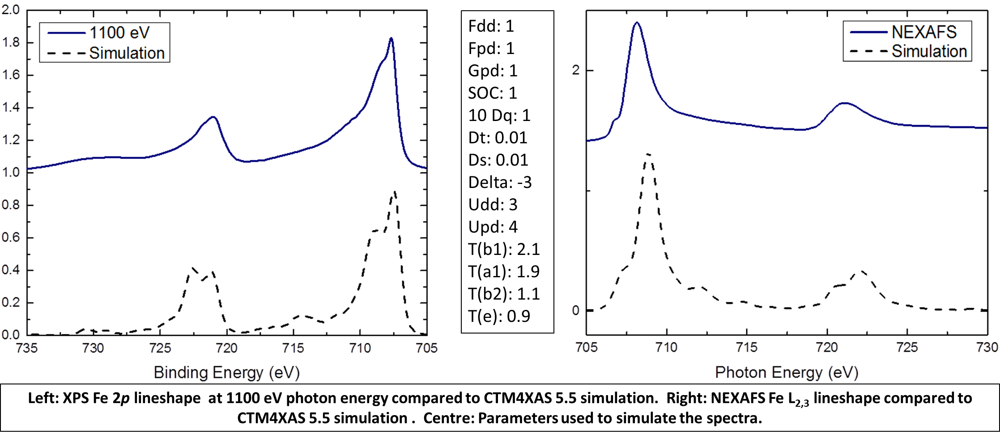 2.0
1.8
1.6
1.4
1.2
1.0
0.8
0.6
0.4
0.2
0.0
1100 eV
Simulation
735 730 725 720 715 710 705
Binding Energy (eV)
Fdd: 1
Fpd: 1
Gpd: 1
SOC: 1
10 Dq: 1
Dt: 0.01
Ds: 0.01
Delta: -3
Udd: 3
Upd: 4
T(b1): 2.1
T(a1): 1.9
T(b2): 1.1
T(e): 0.9
2
0
NEXAFS
Simulation
705 710 715 720 725 730
Photon Energy (eV)
Left: XPS Fe 2p lineshape at 1100 eV photon energy compared to CTM4XAS 5.5 simulation. Right: NEXAFS Fe L2,3 lineshape compared to
CTM4XAS 5.5 simulation . Centre: Parameters used to simulate the spectra.